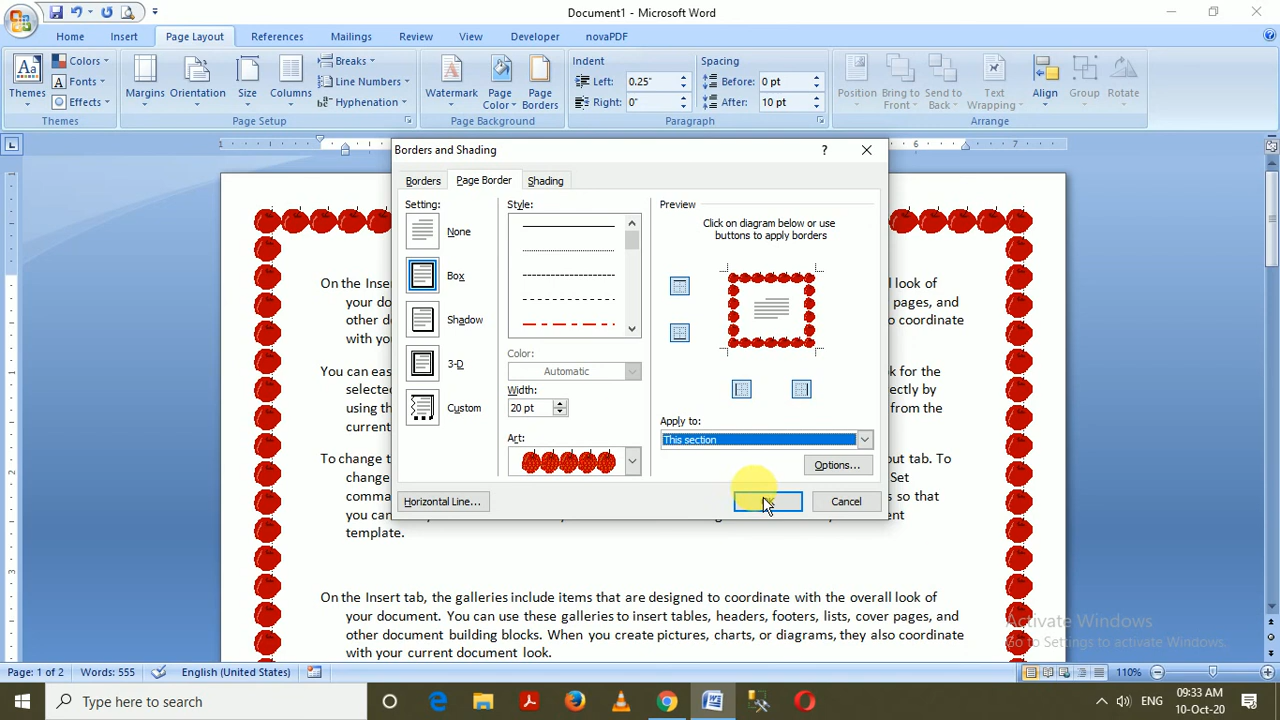 Document1 - Microsoft Word
Home Insert Page Layout References Mailings Review View Developer novaPDF
Themes Colors Fonts Effects
Themes
Margins Orientation Size Columns Breaks Line Numbers Hyphenation
Page Setup
Watermark Page Color Page Borders
Page Background
Indent Spacing
Left: 0.25" Before: 0 pt
Right: 0" After: 10 pt
Paragraph
Position Bring to Front Send to Back Text Wrapping Align Group Rotate
Arrange
1 6 7
Borders and Shading ?
Borders Page Border Shading
Setting: Style: Preview
None
Box
Shadow
3-D
Custom
Color:
Automatic
Width:
20 pt
Art:
Click on diagram below or use
buttons to apply borders
Apply to:
This section
Options...
Horizontal Line... Cancel
On the Inser l look of
your do pages, and
other d o coordinate
with yo
You can eas k for the
selecte ectly by
using th from the
current
To change t out tab. To
change Set
comma s so that
you can ent
template.
On the Insert tab, the galleries include items that are designed to coordinate with the overall look of
your document. You can use these galleries to insert tables, headers, footers, lists, cover pages, and
other document building blocks. When you create pictures, charts, or diagrams, they also coordinate
with your current document look.
Activate Windows
Go to Settings to activate Windows.
Page: 1 of 2 Words: 555 English (United States) 110%
Type here to search ENG 09:33 AM
10-Oct-20